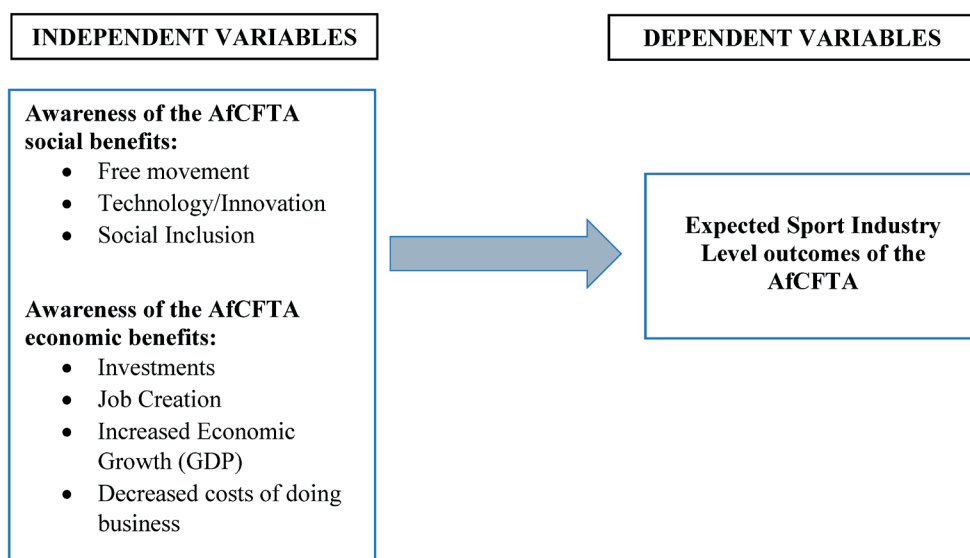 INDEPENDENT VARIABLES
DEPENDENT VARIABLES
Awareness of the AfCFTA
social benefits:
• Free movement
• Technology/Innovation
• Social Inclusion
Awareness of the AfCFTA
economic benefits:
• Investments
• Job Creation
• Increased Economic
Growth (GDP)
• Decreased costs of doing
business
Expected Sport Industry
Level outcomes of the
AfCFTA